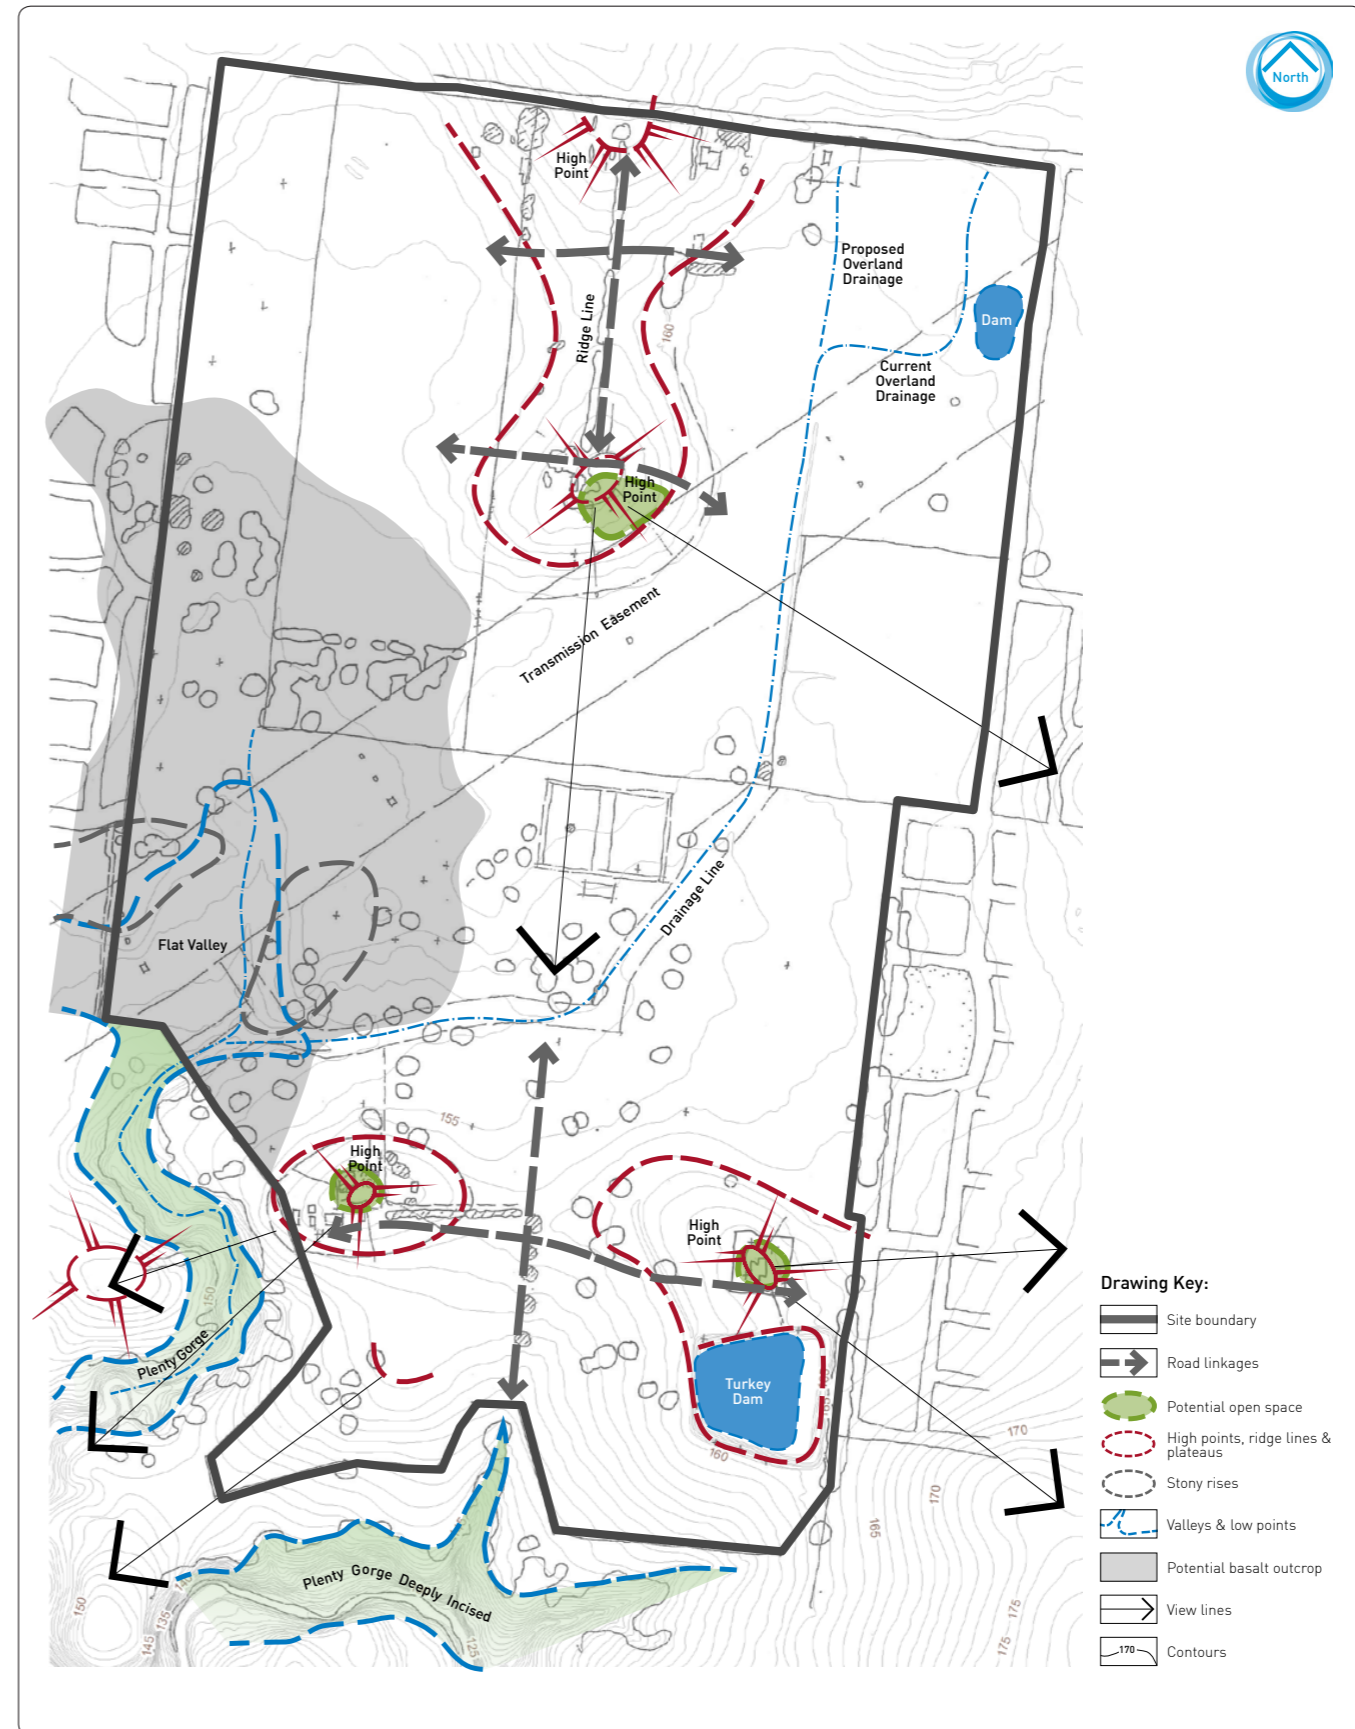 North
High
Point
Proposed
Overland
Drainage
Dam
Ridge Line
160
Current
Overland
Drainage
High
Point
Transmission Easement
Drainage Line
Flat Valley
155
High
Point
High
Point
150
Plenty Gorge
Turkey
Dam
165
160
170
170
165
175
175
Plenty Gorge Deeply Incised
150
135
145
125
Drawing Key:
Site boundary
Road linkages
Potential open space
High points, ridge lines &
plateaus
Stony rises
Valleys & low points
Potential basalt outcrop
View lines
170
Contours